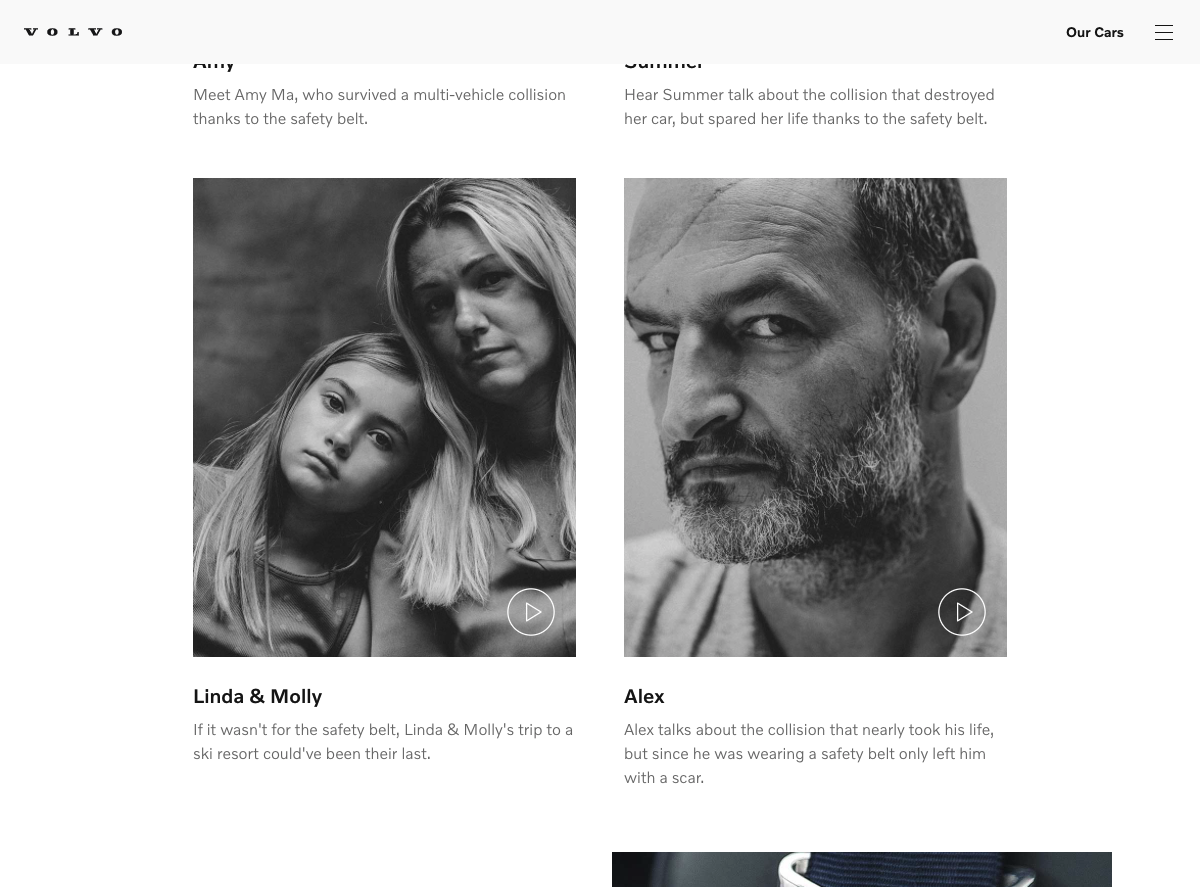 VOLVO
Our Cars
Amy
Summer
Meet Amy Ma, who survived a multi-vehicle collision
thanks to the safety belt.
Hear Summer talk about the collision that destroyed
her car, but spared her life thanks to the safety belt.
Linda & Molly
If it wasn't for the safety belt, Linda & Molly's trip to a
ski resort could've been their last.
Alex
Alex talks about the collision that nearly took his life,
but since he was wearing a safety belt only left him
with a scar.